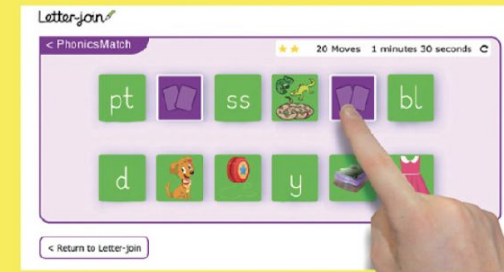 Letter-join
< PhonicsMatch
20 Moves 1 minutes 30 seconds
pt ss bl
d y
< Return to Letter-join